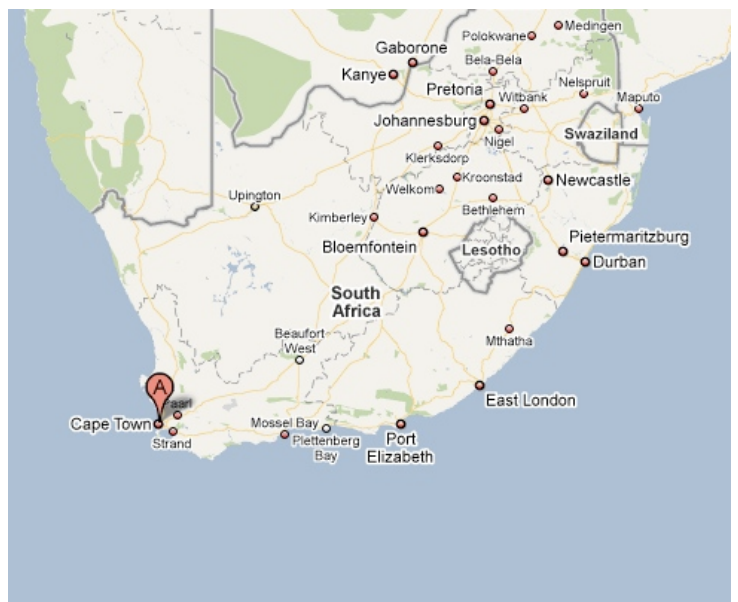 Medingen
Polokwane
Gaborone
Bela-Bela
Kanye
Nelspruit
Pretoria
Witbank
Maputo
Johannesburg
Swaziland
Nigel
Klerksdorp
Kroonstad
Newcastle
Welkom
Upington
Bethlehem
Kimberley
Pietermaritzburg
Bloemfontein
Lesotho
Durban
South
Africa
Beaufort
West
Mthatha
A
East London
Paarl
Cape Town
Mossel Bay
Strand
Plettenberg
Bay
Port
Elizabeth